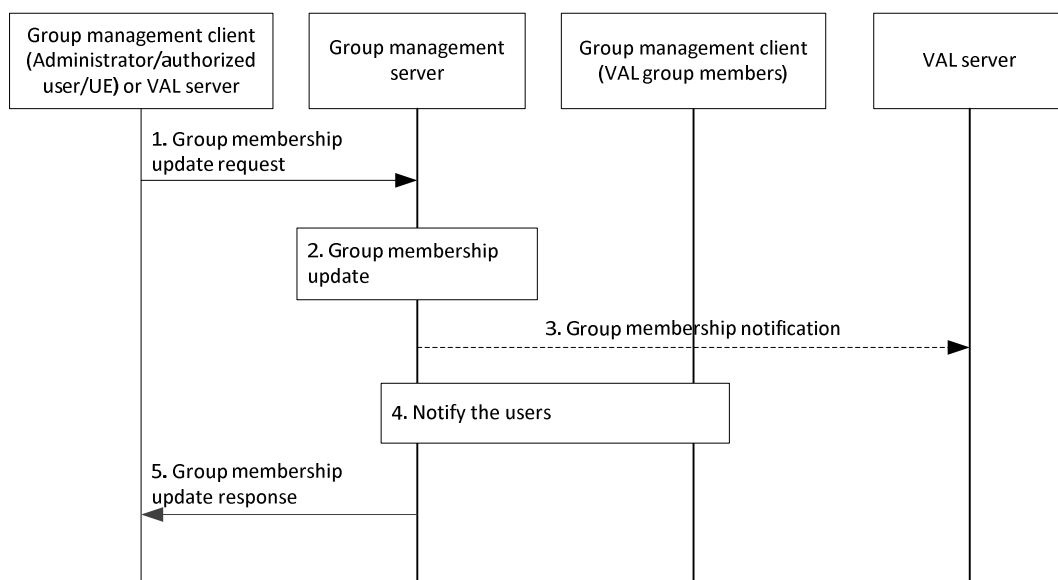 Group management client
(Administrator/authorized
user/UE) or VAL server
Group management
server
Group management client
(VAL group members)
VAL server
1. Group membership
update request
2. Group membership
update
3. Group membership notification
4. Notify the users
5. Group membership
update response